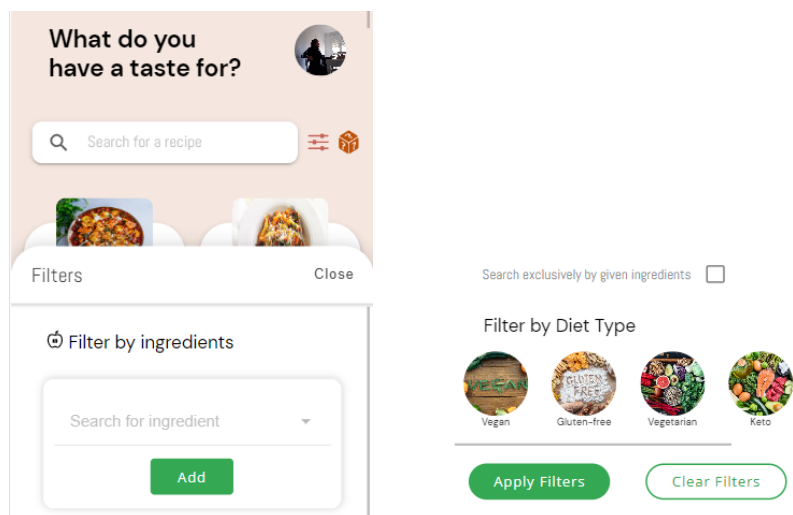 What do you
have a taste for?
Search for a recipe
Filters
Close
Filter by ingredients
Search for ingredient
Add
Search exclusively by given ingredients
Filter by Diet Type
VEGAN
GLUTEN
FREE
Vegan
Gluten-free
Vegetarian
Keto
Apply Filters
Clear Filters